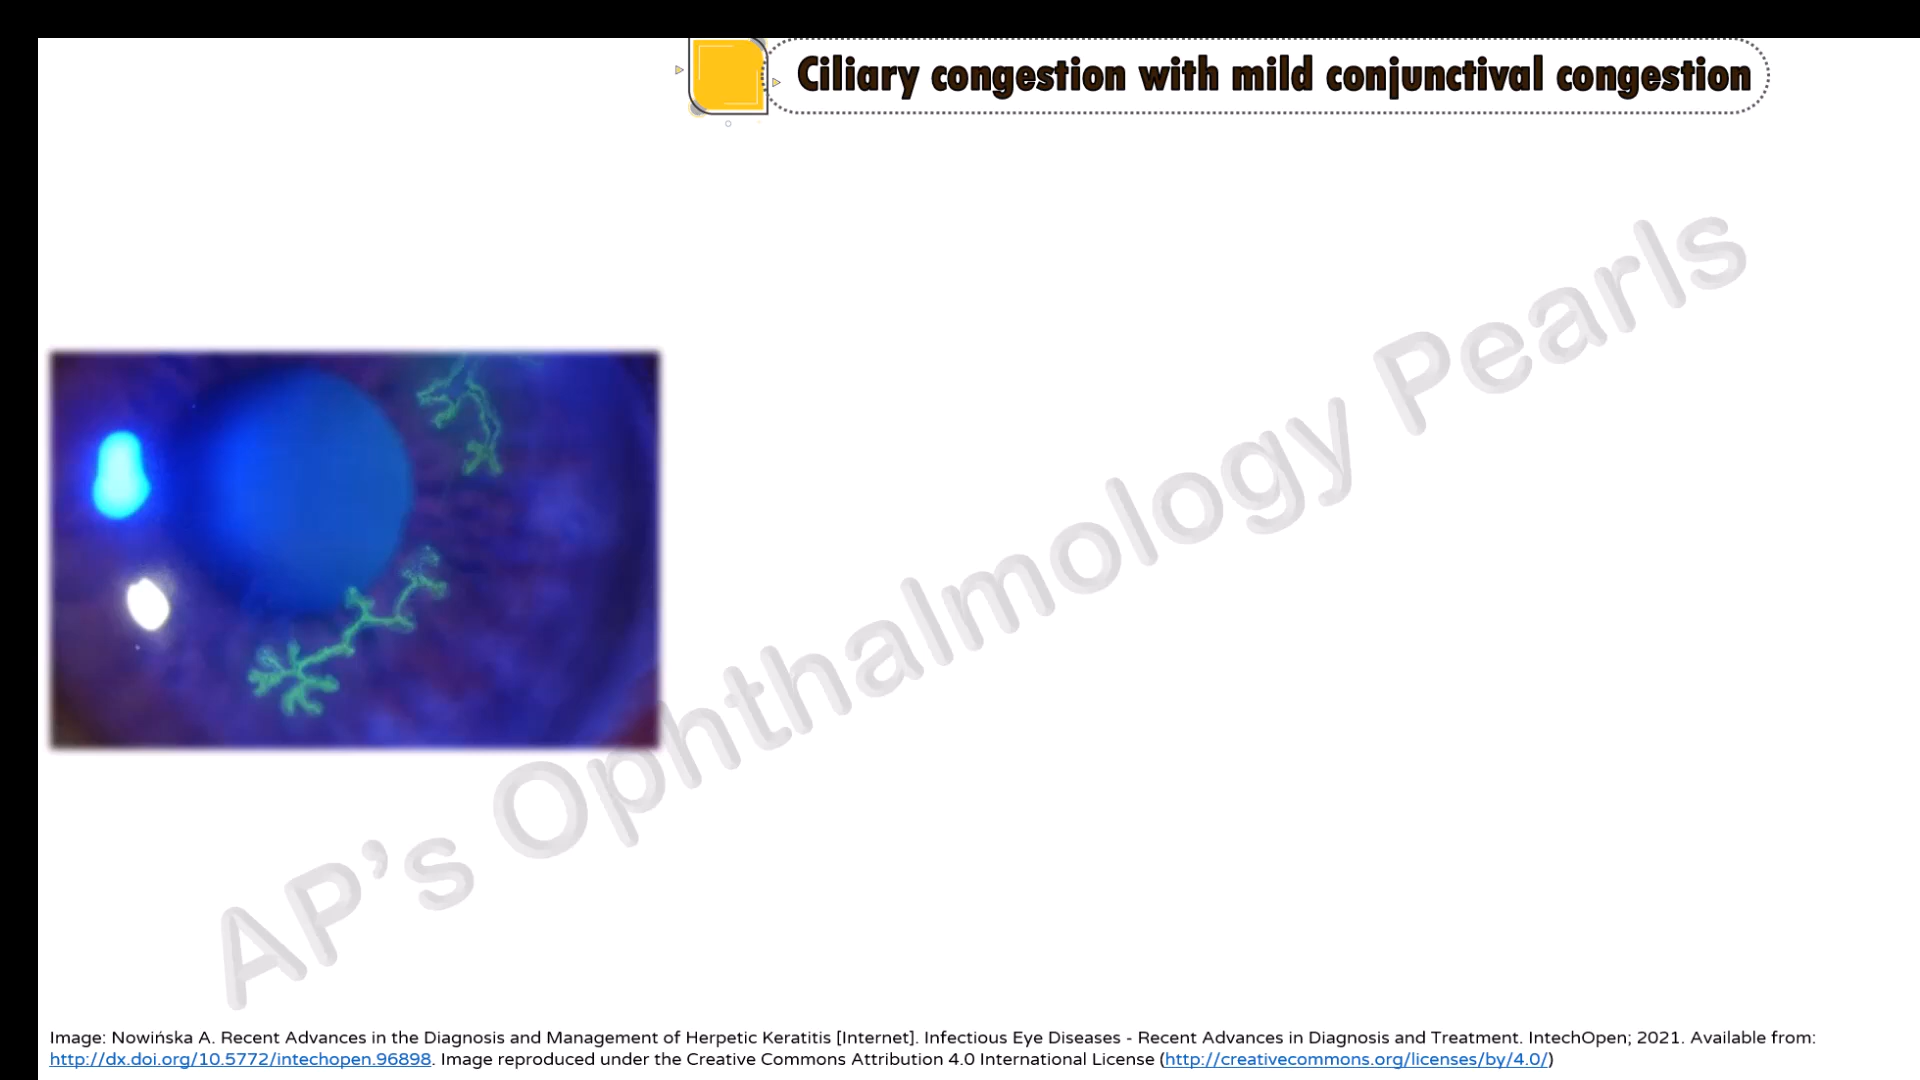 Ciliary congestion with mild conjunctival congestion
AP's Ophthalmology Pearls
Image: Nowińska A. Recent Advances in the Diagnosis and Management of Herpetic Keratitis [Internet]. Infectious Eye Diseases - Recent Advances in Diagnosis and Treatment. IntechOpen; 2021. Available from:
http://dx.doi.org/10.5772/intechopen.96898. Image reproduced under the Creative Commons Attribution 4.0 International License (http://creativecommons.org/licenses/by/4.0/)